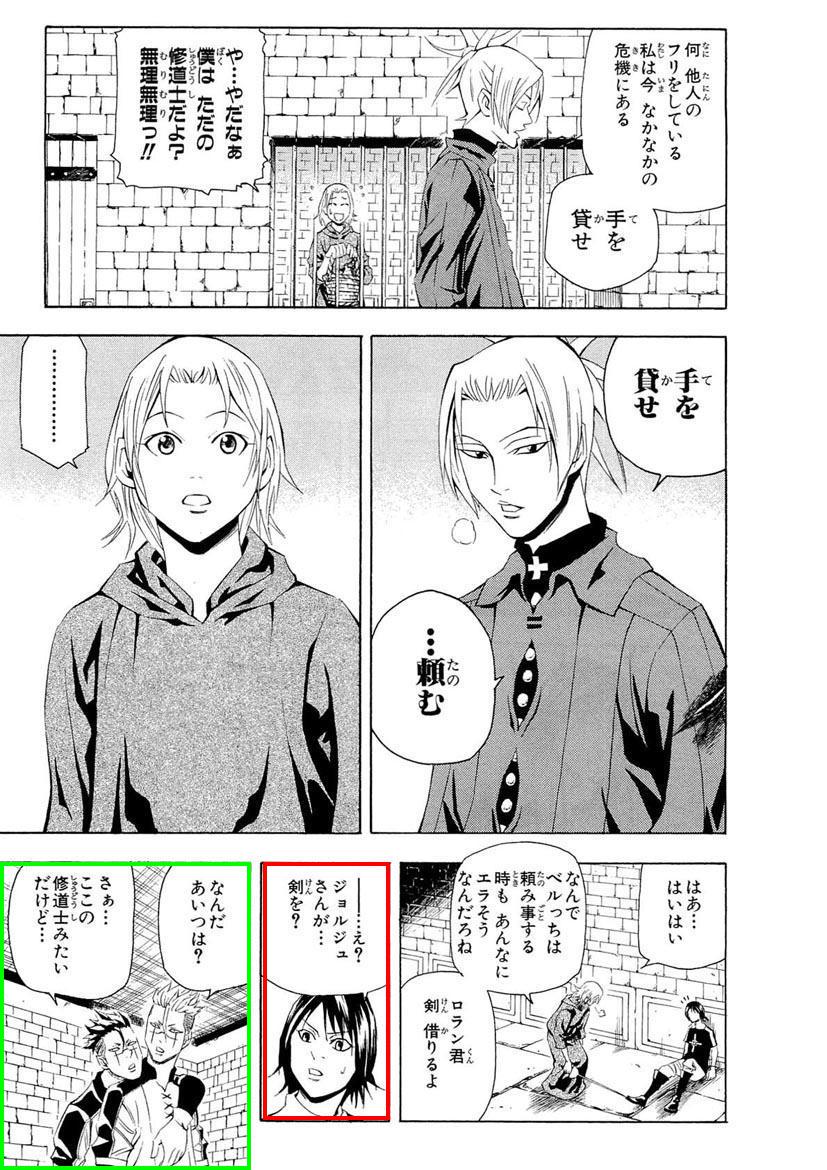 何 他人の
フリをしている
私は今 なかなかの
危機にある
手を
貸せ
や…やだなぁ
僕は ただの
修道士だよ?
無理無理っ!!
手を
貸せ
…頼む
…………
はあ…
はいはい
なんで
ベルっちは
頼み事する
時も あんなに
エラそう
なんだろね
ロラン君
剣 借りるよ
――…え?
ジョルジュ
さんが…
剣を?
なんだ
あいつは?
さぁ…
ここの
修道士みたい
だけど…